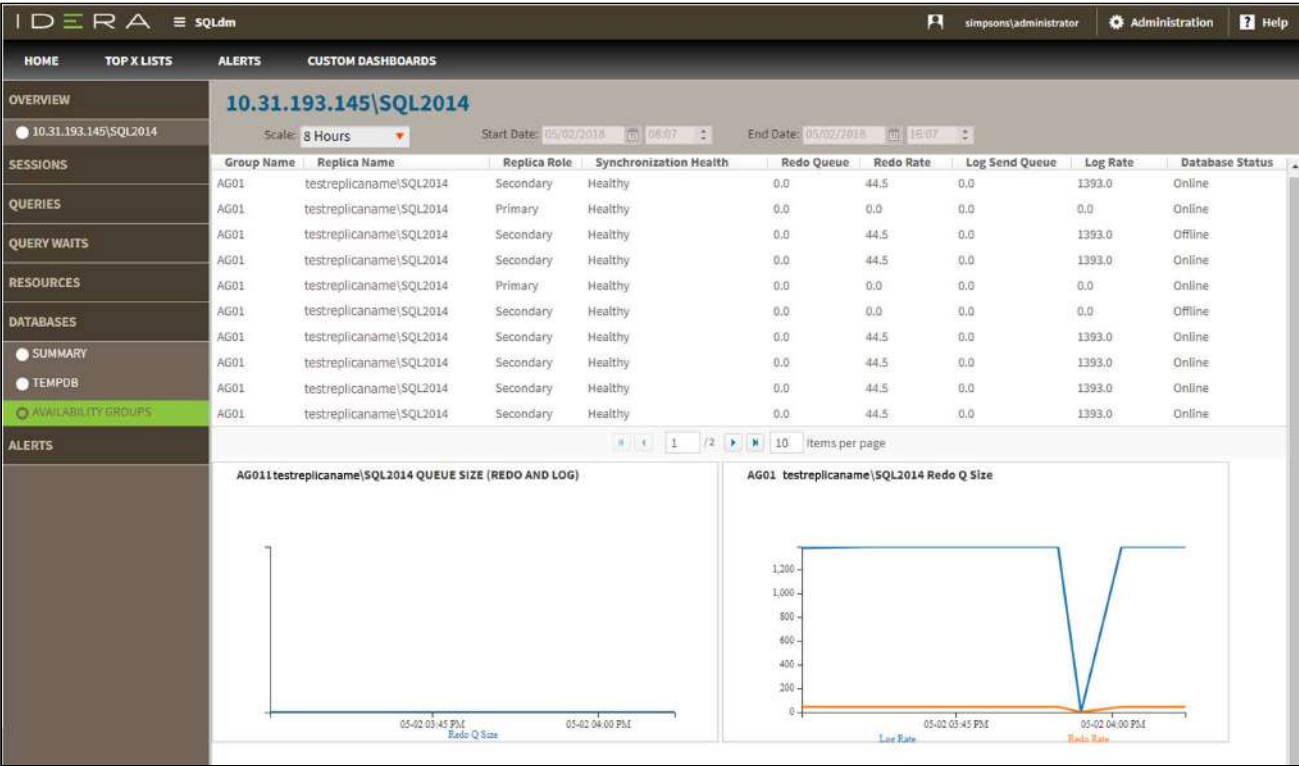 IDERA SQLdm simpsons\administrator Administration ? Help
HOME TOP X LISTS ALERTS CUSTOM DASHBOARDS
OVERVIEW
10.31.193.145\SQL2014
SESSIONS
QUERIES
QUERY WAITS
RESOURCES
DATABASES
SUMMARY
TEMPDB
AVAILABILITY GROUPS
ALERTS
10.31.193.145\SQL2014
Scale: 8 Hours Start Date: 05/02/2018 08:07 End Date: 05/02/2018 16:07
Group Name Replica Name Replica Role Synchronization Health Redo Queue Redo Rate Log Send Queue Log Rate Database Status
AG01 testreplicaname\SQL2014 Secondary Healthy 0.0 44.5 0.0 1393.0 Online
AG01 testreplicaname\SQL2014 Primary Healthy 0.0 0.0 0.0 0.0 Online
AG01 testreplicaname\SQL2014 Secondary Healthy 0.0 44.5 0.0 1393.0 Offline
AG01 testreplicaname\SQL2014 Secondary Healthy 0.0 44.5 0.0 1393.0 Online
AG01 testreplicaname\SQL2014 Primary Healthy 0.0 0.0 0.0 0.0 Online
AG01 testreplicaname\SQL2014 Secondary Healthy 0.0 0.0 0.0 0.0 Offline
AG01 testreplicaname\SQL2014 Secondary Healthy 0.0 44.5 0.0 1393.0 Online
AG01 testreplicaname\SQL2014 Secondary Healthy 0.0 44.5 0.0 1393.0 Online
AG01 testreplicaname\SQL2014 Secondary Healthy 0.0 44.5 0.0 1393.0 Online
AG01 testreplicaname\SQL2014 Secondary Healthy 0.0 44.5 0.0 1393.0 Online
1 /2 10 Items per page
AG011testreplicaname\SQL2014 QUEUE SIZE (REDO AND LOG)
05-02 03:45 PM 05-02 04:00 PM
Redo Q Size
AG01 testreplicaname\SQL2014 Redo Q Size
1,200
1,000
800
600
400
200
0
05-02 03:45 PM 05-02 04:00 PM
Log Rate Redo Rate